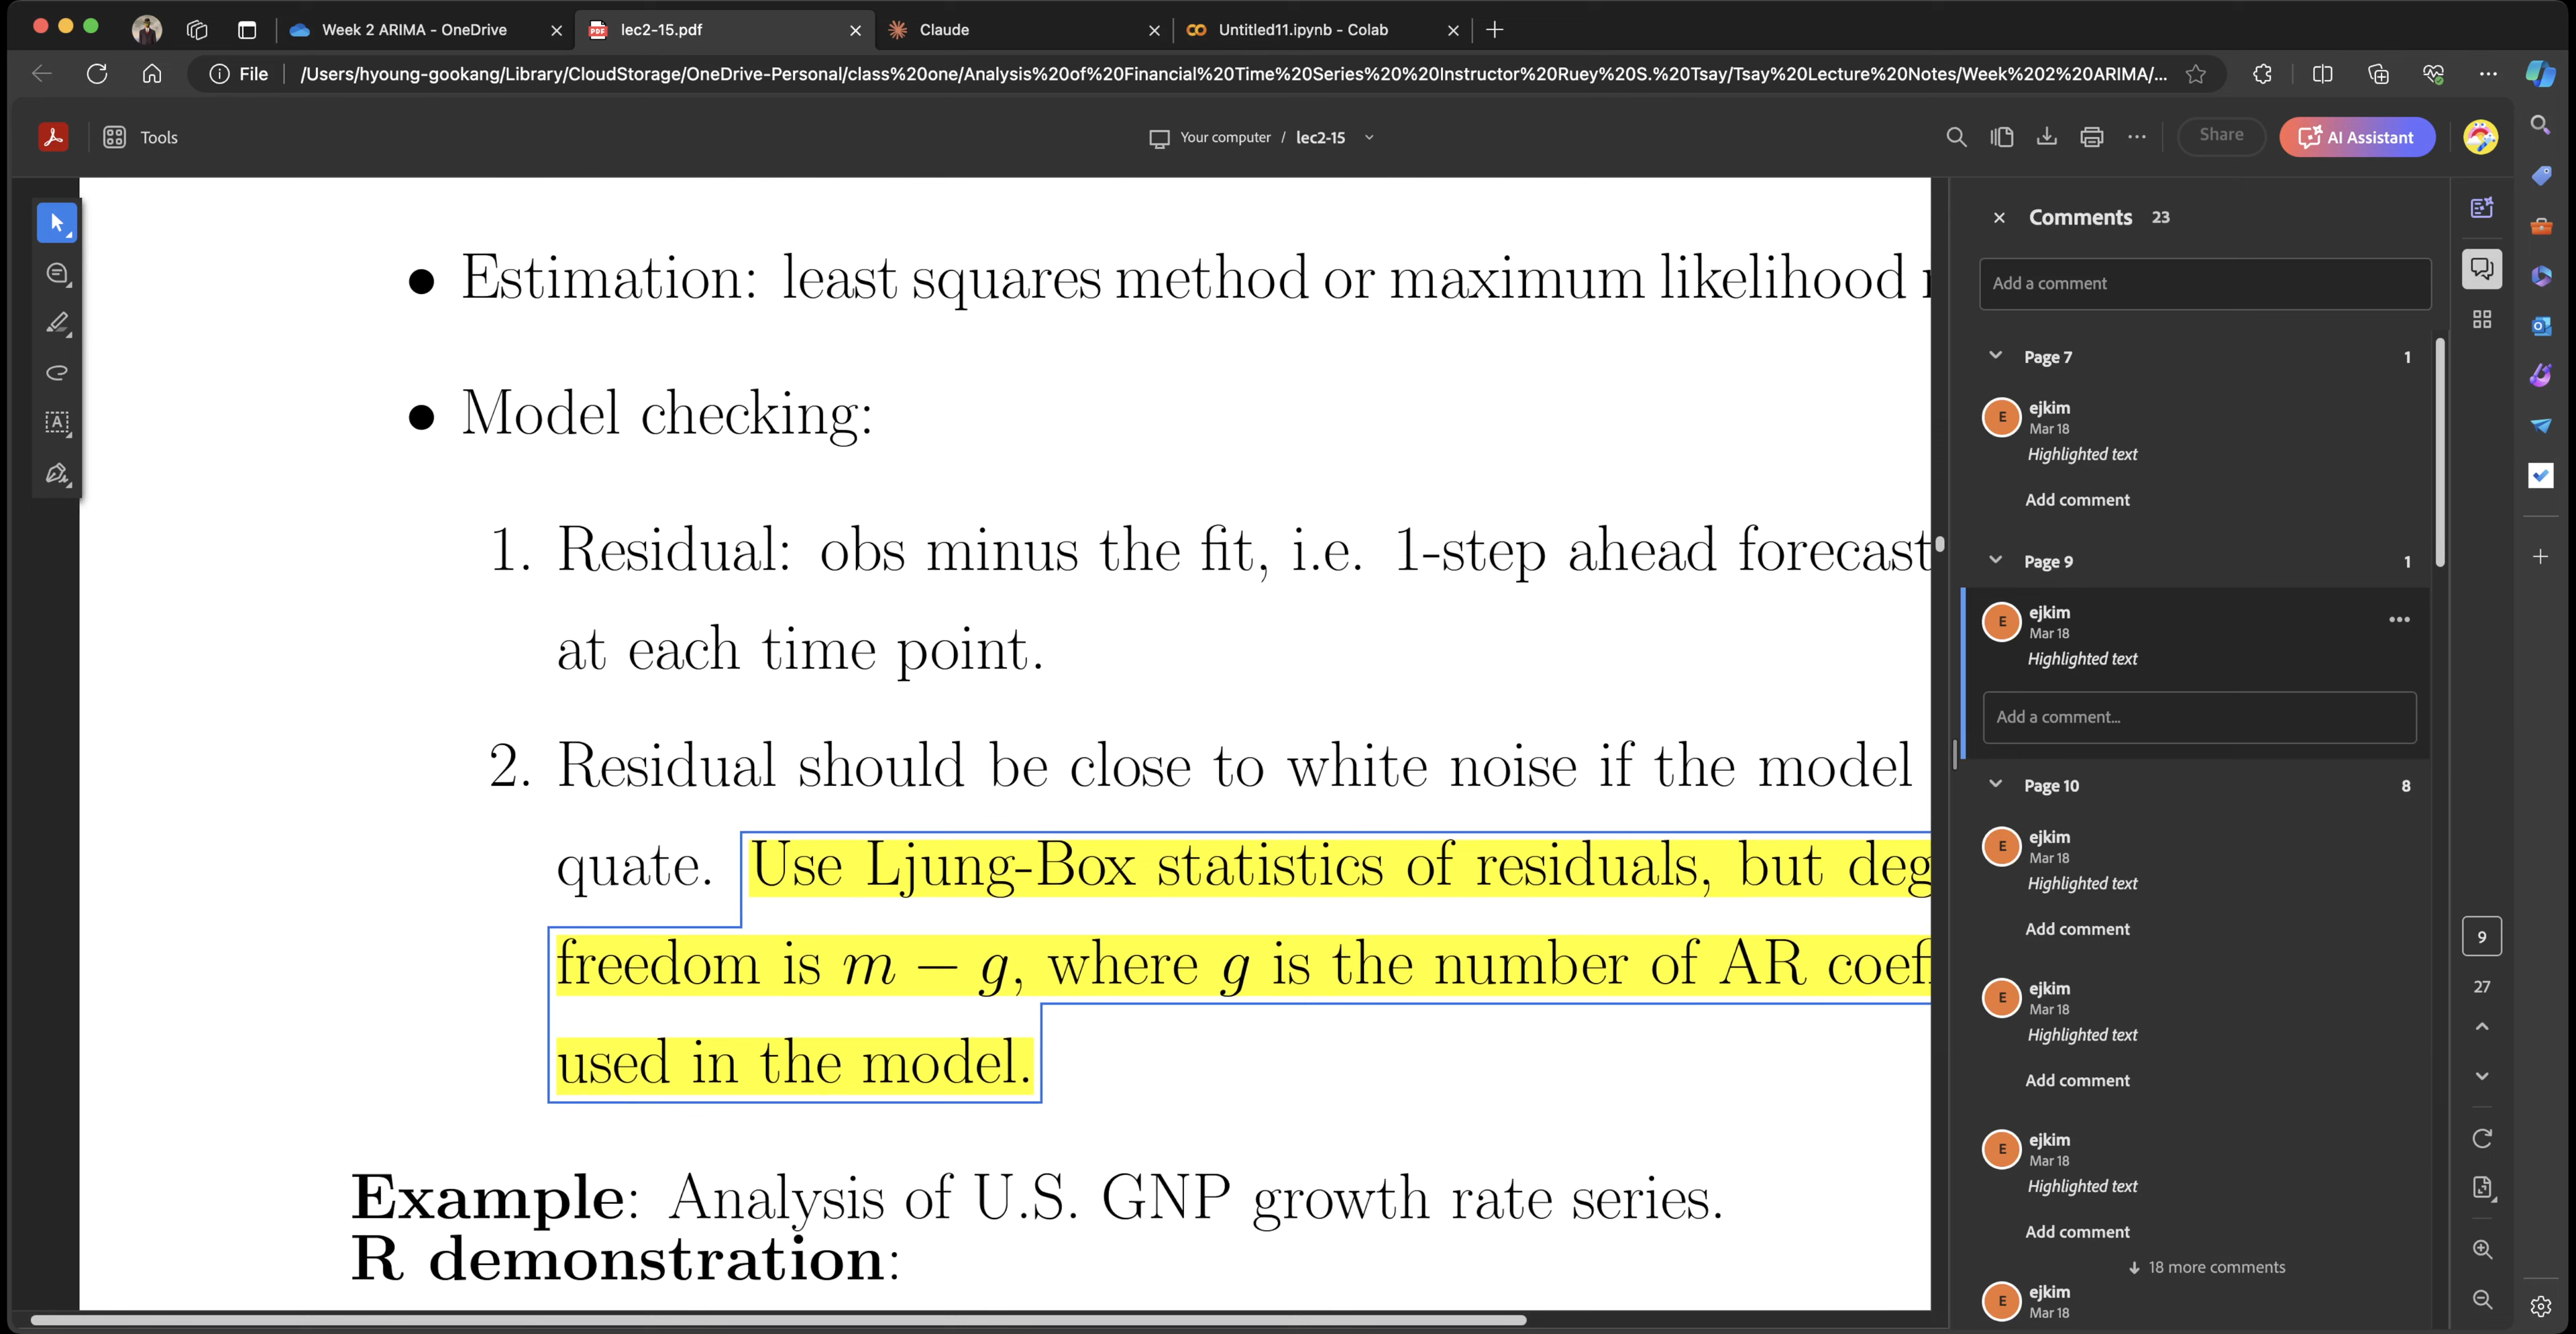 Week 2 ARIMA - OneDrive
lec2-15.pdf
Claude
Untitled11.ipynb - Colab
File
/Users/hyoung-gookang/Library/CloudStorage/OneDrive-Personal/class%20one/Analysis%20of%20Financial%20Time%20Series%20%20Instructor%20Ruey%20S.%20Tsay/Tsay%20Lecture%20Notes/Week%202%20ARIMA/...
Tools
Your computer / lec2-15
Share
AI Assistant
• Estimation: least squares method or maximum likelihood
• Model checking:
1. Residual: obs minus the fit, i.e. 1-step ahead forecast
at each time point.
2. Residual should be close to white noise if the model
quate. Use Ljung-Box statistics of residuals, but deg
freedom is m − g, where g is the number of AR coef
used in the model.
Example: Analysis of U.S. GNP growth rate series.
R demonstration:
Comments 23
Add a comment
Page 7 1
E ejkim
Mar 18
Highlighted text
Add comment
Page 9 1
E ejkim
Mar 18
Highlighted text
Add a comment...
Page 10 8
E ejkim
Mar 18
Highlighted text
Add comment
E ejkim
Mar 18
Highlighted text
Add comment
E ejkim
Mar 18
Highlighted text
Add comment
↓ 18 more comments
E ejkim
Mar 18
9
27